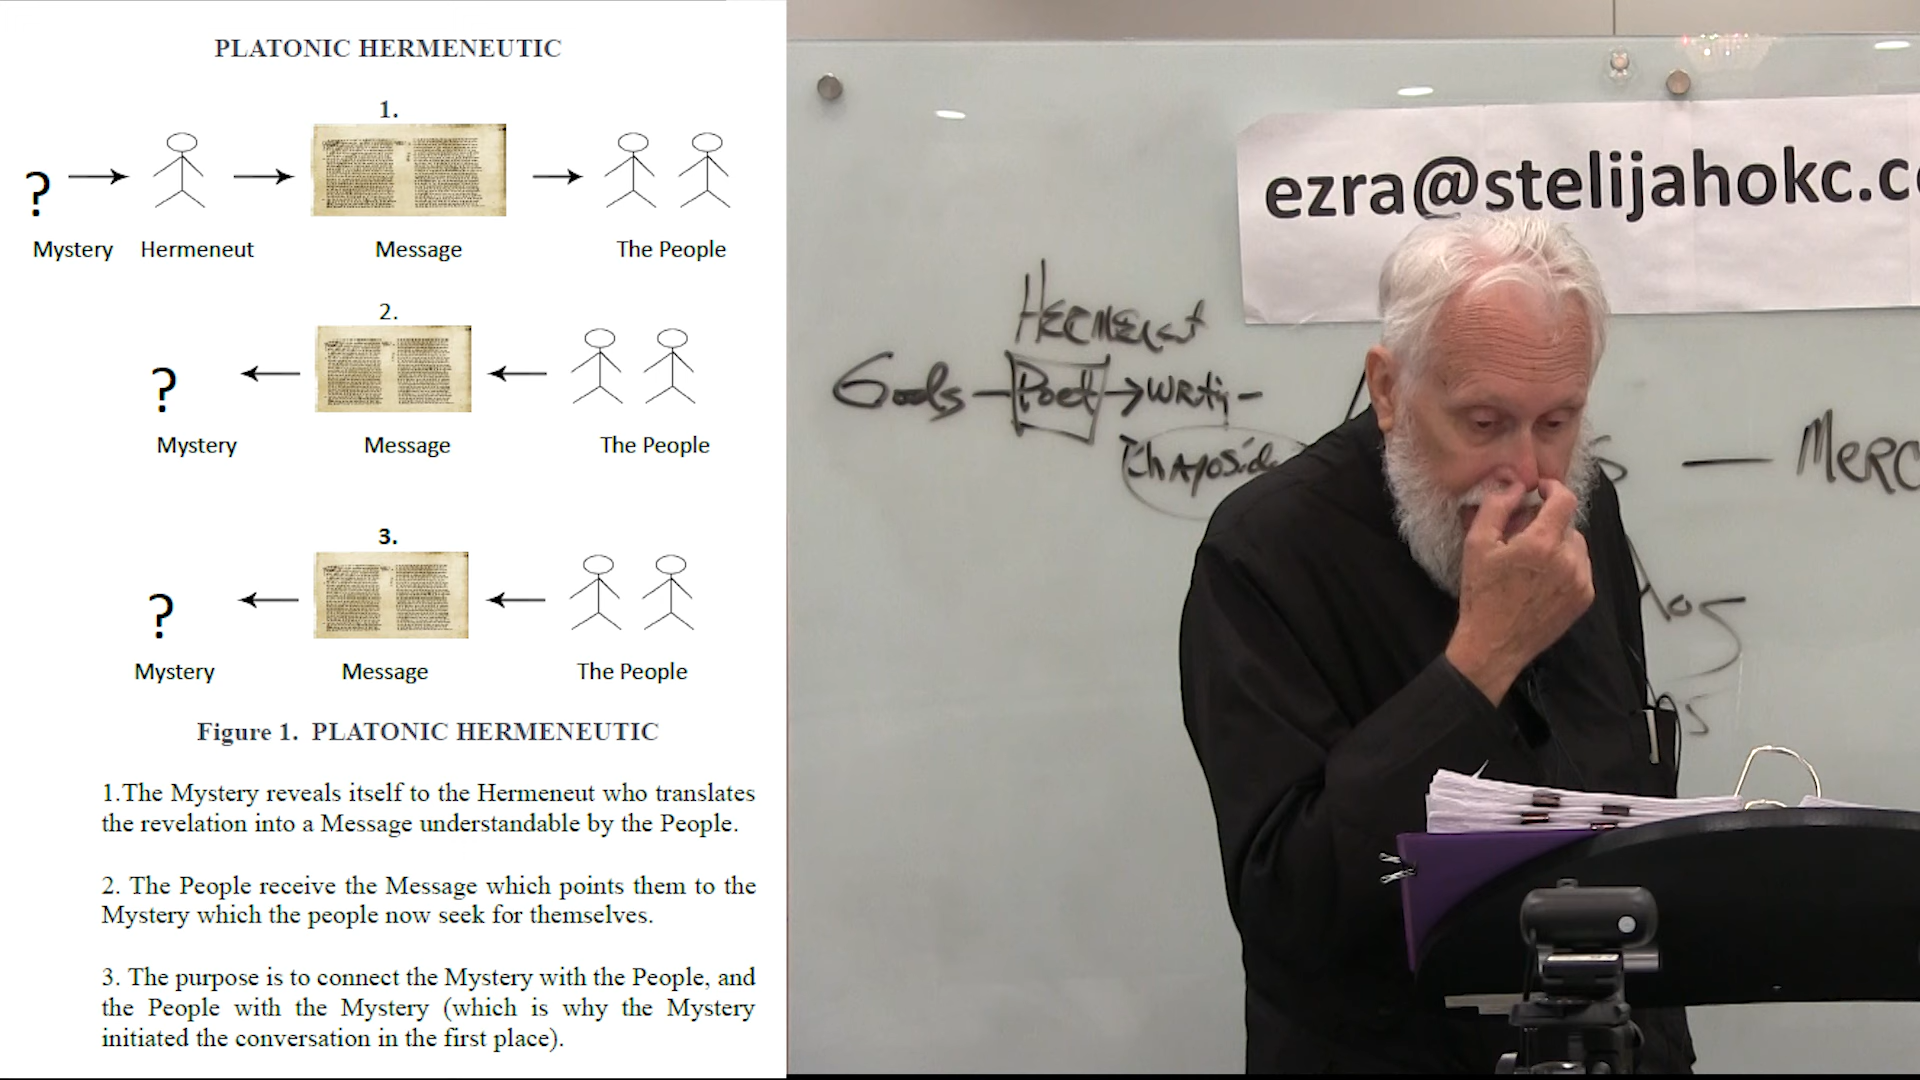 PLATONIC HERMENEUTIC
1.
?
Mystery Hermeneut Message The People
2.
?
Mystery Message The People
3.
?
Mystery Message The People
Figure 1. PLATONIC HERMENEUTIC
1.The Mystery reveals itself to the Hermeneut who translates
the revelation into a Message understandable by the People.
2. The People receive the Message which points them to the
Mystery which the people now seek for themselves.
3. The purpose is to connect the Mystery with the People, and
the People with the Mystery (which is why the Mystery
initiated the conversation in the first place).
ezra@stelijahokc.c
Gods Poet